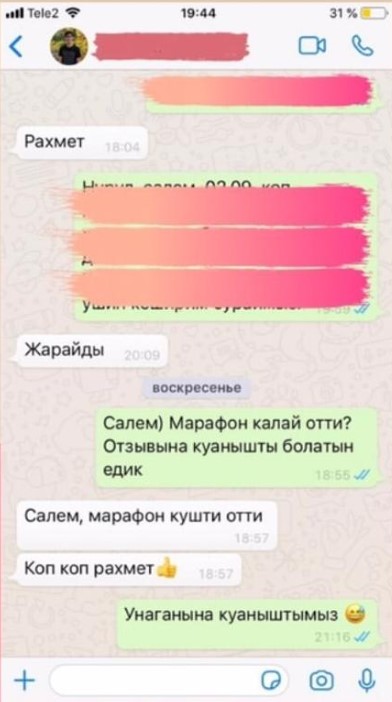 Tele2 19:44 31 %
Рахмет 18:04
салем
Жарайды 20:09
воскресенье
Салем) Марафон калай отти?
Отзывына куанышты болатын
едик 18:55
Салем, марафон кушти отти
18:57
Коп коп рахмет👍 18:57
Унаганына куаныштымыз 😅
21:16